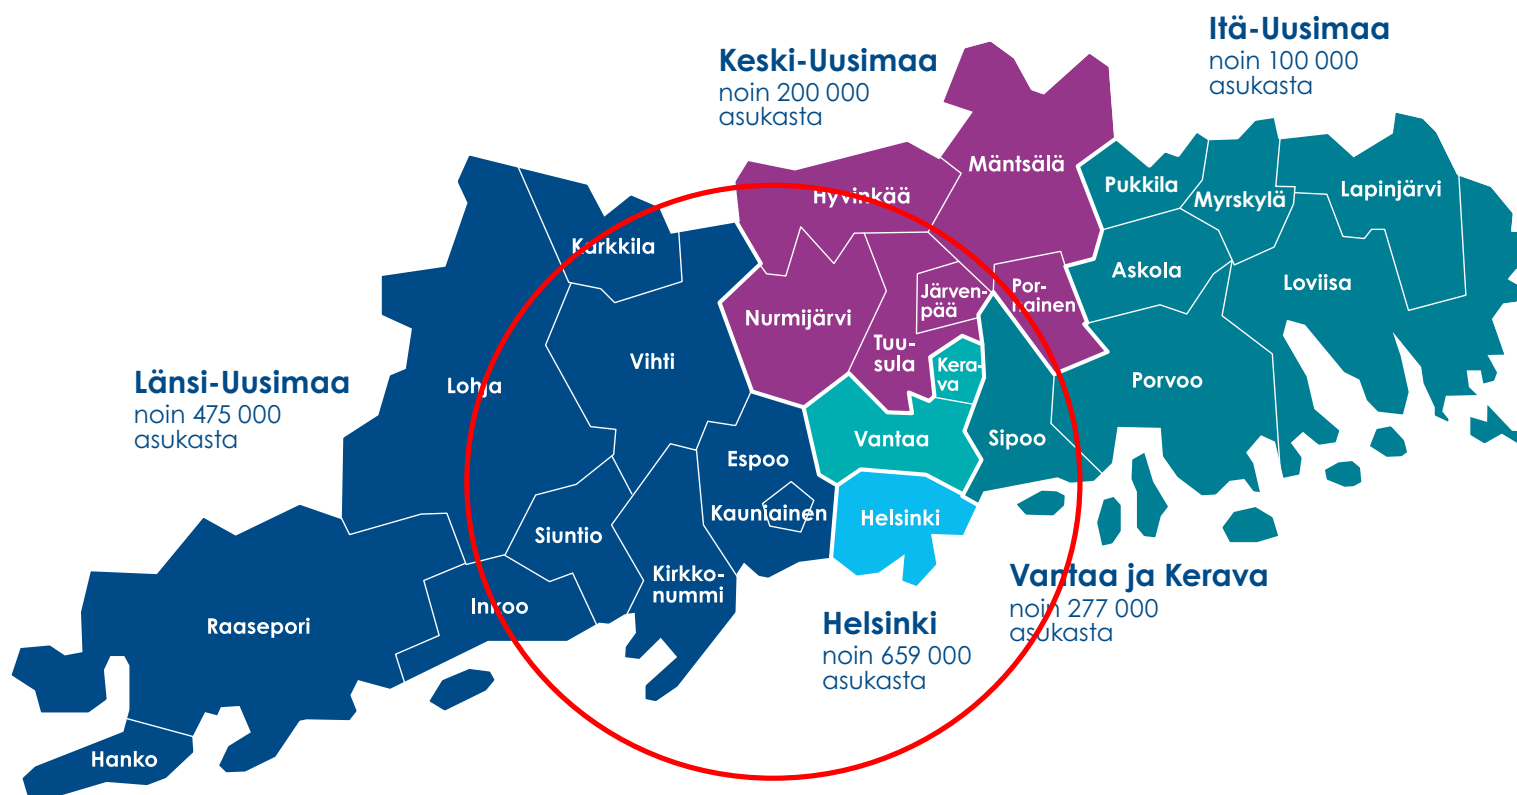 Itä-Uusimaa
noin 100 000
asukasta
Keski-Uusimaa
noin 200 000
asukasta
Mäntsälä
Pukkila
Lapinjärvi
Hyvinkää
Myrskylä
Karkkila
Askola
Loviisa
Järven-
pää
Por-
nainen
Nurmijärvi
Tuu-
sula
Kera-
va
Vihti
Porvoo
Länsi-Uusimaa
noin 475 000
asukasta
Lohja
Vantaa
Sipoo
Espoo
Kauniainen
Helsinki
Siuntio
Kirkko-
nummi
Inkoo
Raasepori
Vantaa ja Kerava
noin 277 000
asukasta
Helsinki
noin 659 000
asukasta
Hanko